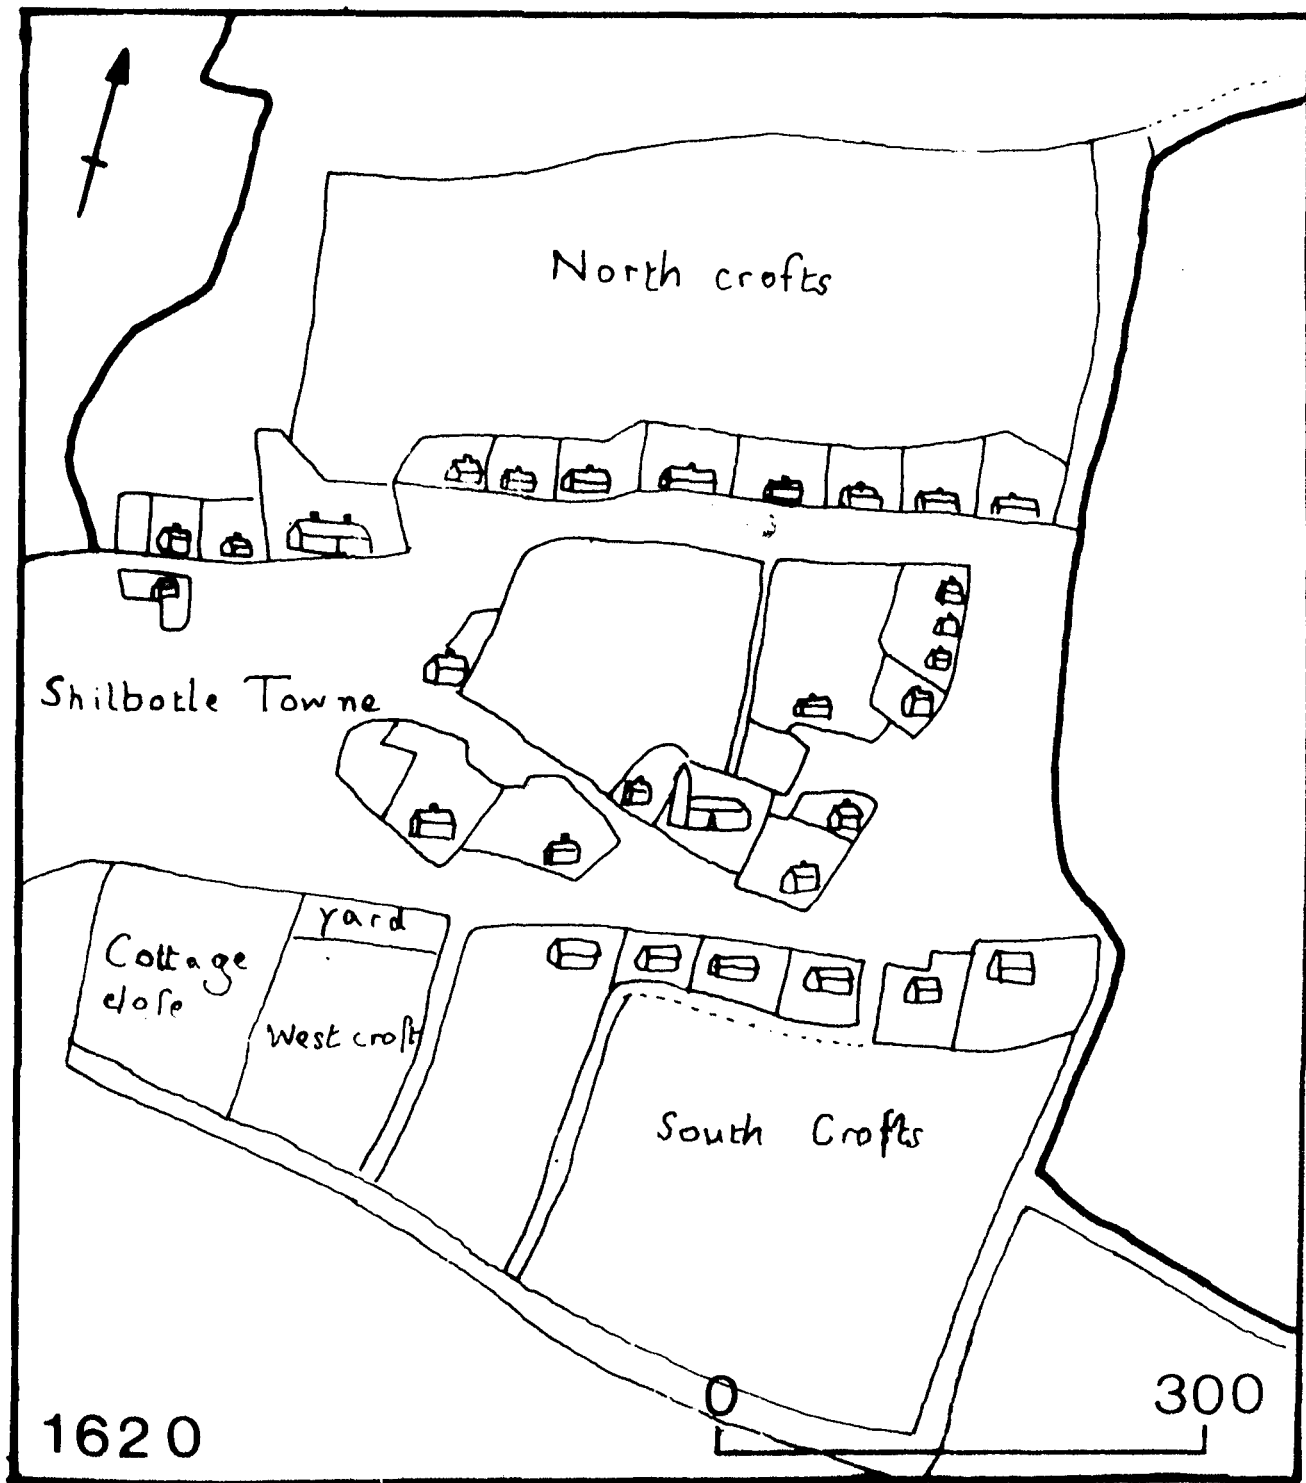 North crofts
Shilbotle Towne
yard
Cottage
close
West croft
South Crofts
0 300
1620